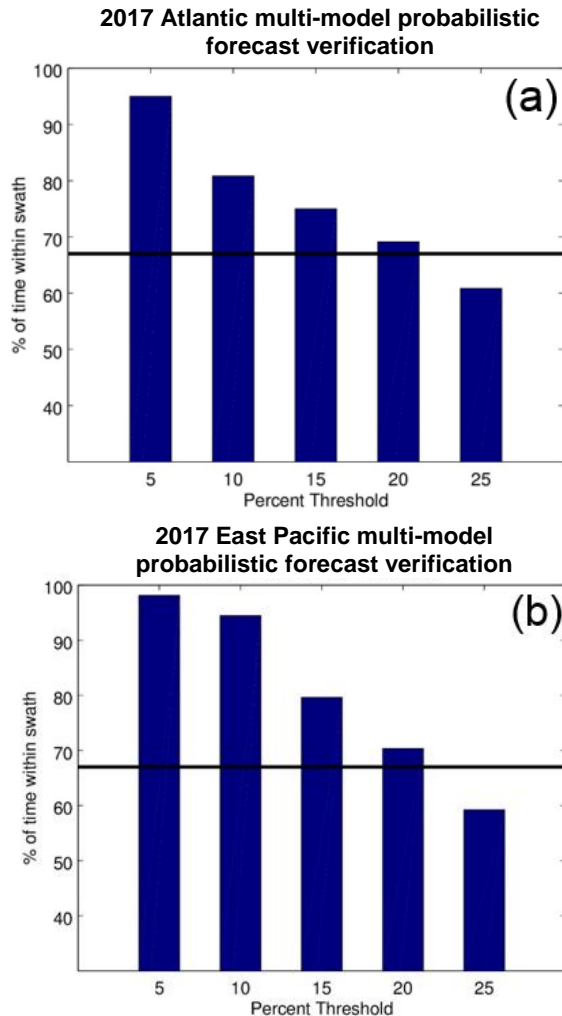 2017 Atlantic multi-model probabilistic
forecast verification
(a)
100
90
80
70
60
50
40
% of time within swath
5 10 15 20 25
Percent Threshold
2017 East Pacific multi-model
probabilistic forecast verification
(b)
100
90
80
70
60
50
40
% of time within swath
5 10 15 20 25
Percent Threshold